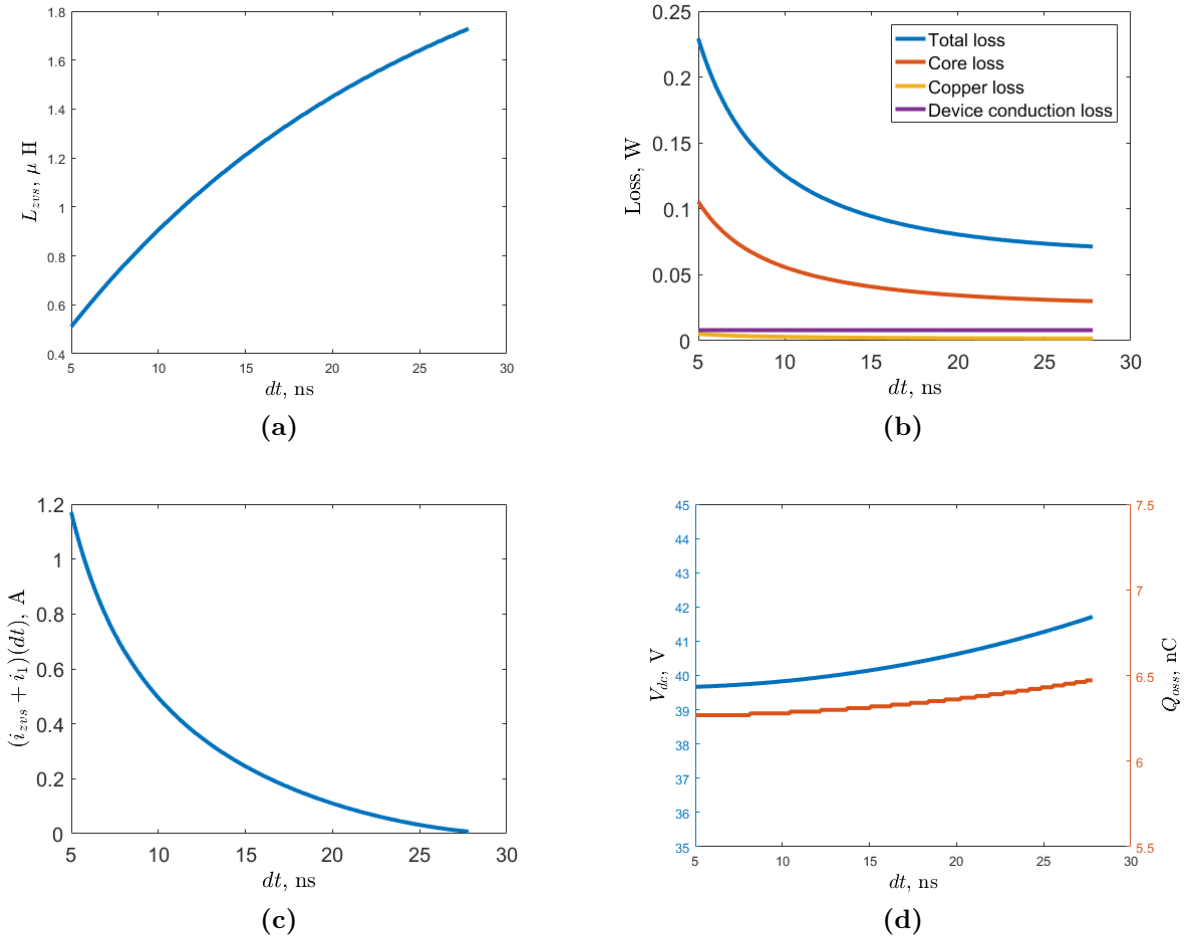 1.8
1.6
1.4
1.2
1
0.8
0.6
0.4
L_{zvs}, μ H
5 10 15 20 25 30
dt, ns
(a)
0.25
0.2
0.15
0.1
0.05
0
Loss, W
Total loss
Core loss
Copper loss
Device conduction loss
5 10 15 20 25 30
dt, ns
(b)
1.2
1
0.8
0.6
0.4
0.2
0
(i_{zvs} + i_1)(dt), A
5 10 15 20 25 30
dt, ns
(c)
45
44
43
42
41
40
39
38
37
36
35
V_{dc}, V
7.5
7
6.5
6
5.5
Q_{oss}, nC
5 10 15 20 25 30
dt, ns
(d)